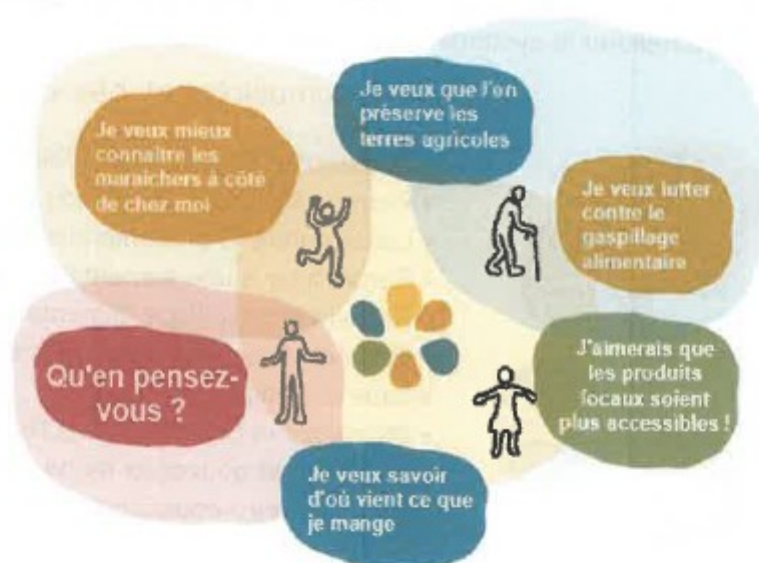 Je veux que l'on
préserve les
terres agricoles
Je veux mieux
connaître les
maraîchers à côté
de chez moi
Je veux lutter
contre le
gaspillage
alimentaire
Qu'en pensez-
vous ?
J'aimerais que
les produits
locaux soient
plus accessibles !
Je veux savoir
d'où vient ce que
je mange